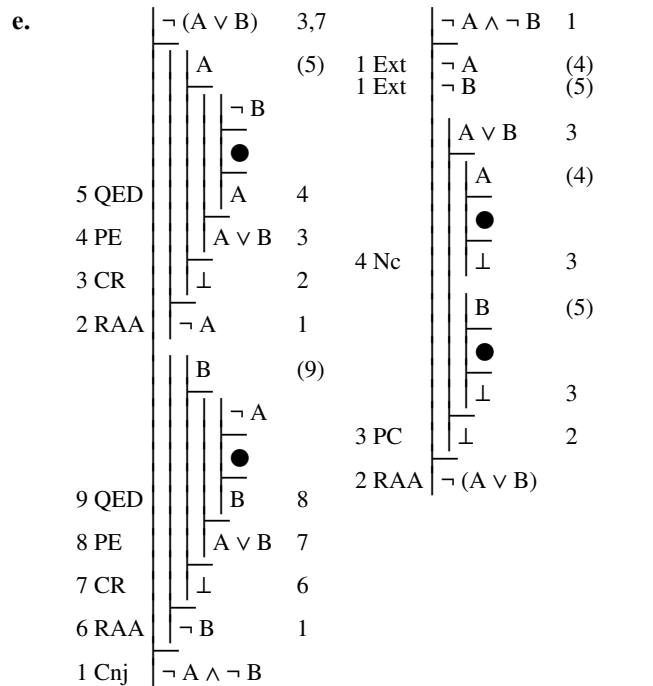 e.
¬ (A ∨ B) 3,7
A (5)
¬ B
●
5 QED A 4
4 PE A ∨ B 3
3 CR ⊥ 2
2 RAA ¬ A 1
B (9)
¬ A
●
9 QED B 8
8 PE A ∨ B 7
7 CR ⊥ 6
6 RAA ¬ B 1
1 Cnj ¬ A ∧ ¬ B
¬ A ∧ ¬ B 1
1 Ext ¬ A (4)
1 Ext ¬ B (5)
A ∨ B 3
A (4)
●
4 Nc ⊥ 3
B (5)
●
⊥ 3
3 PC ⊥ 2
2 RAA ¬ (A ∨ B)